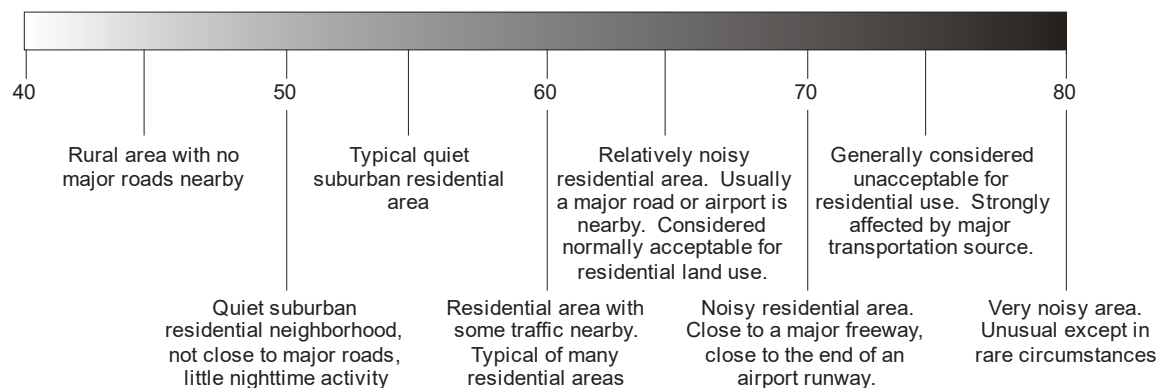 40
50
60
70
80
Rural area with no
major roads nearby
Typical quiet
suburban residential
area
Relatively noisy
residential area.  Usually
a major road or airport is
nearby.  Considered
normally acceptable for
residential land use.
Generally considered
unacceptable for
residential use.  Strongly
affected by major
transportation source.
Quiet suburban
residential neighborhood,
not close to major roads,
little nighttime activity
Residential area with
some traffic nearby.
Typical of many
residential areas
Noisy residential area.
Close to a major freeway,
close to the end of an
airport runway.
Very noisy area.
Unusual except in
rare circumstances